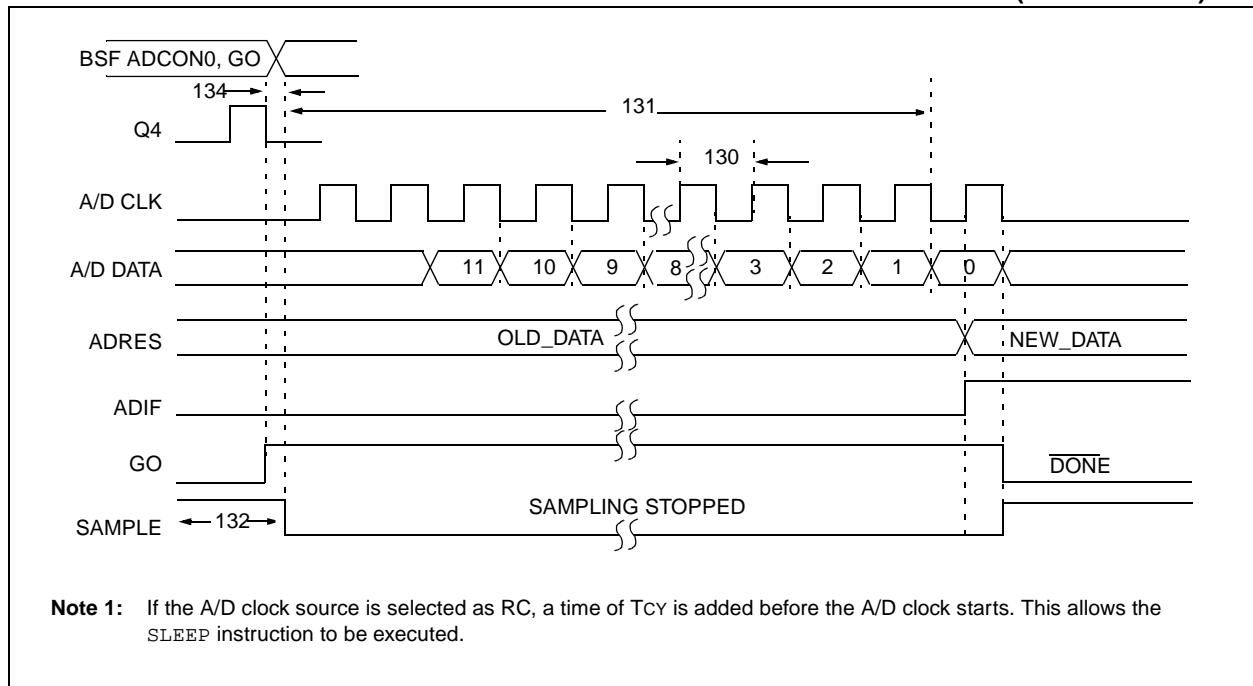 BSF ADCON0, GO
134
131
Q4
130
A/D CLK
A/D DATA
11 10 9 8 3 2 1 0
ADRES
OLD_DATA
NEW_DATA
ADIF
GO
DONE
SAMPLING STOPPED
SAMPLE
132
Note 1: If the A/D clock source is selected as RC, a time of TCY is added before the A/D clock starts. This allows the
SLEEP instruction to be executed.